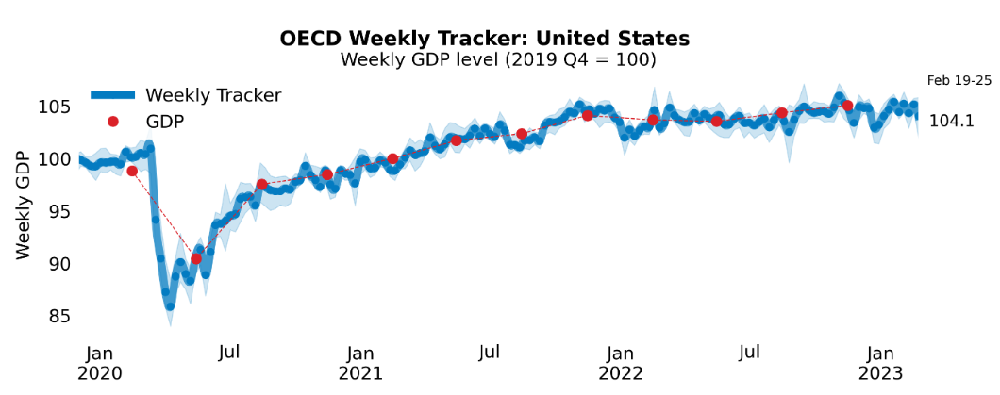 OECD Weekly Tracker: United States
Weekly GDP level (2019 Q4 = 100)
Feb 19-25
104.1
Weekly Tracker
GDP
Weekly GDP
105
100
95
90
85
Jan
2020
Jul
Jan
2021
Jul
Jan
2022
Jul
Jan
2023